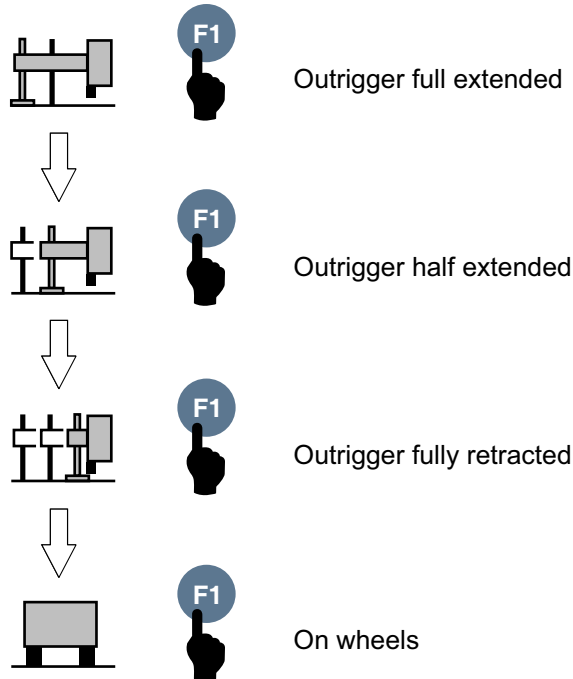 F1
Outrigger full extended
F1
Outrigger half extended
F1
Outrigger fully retracted
F1
On wheels